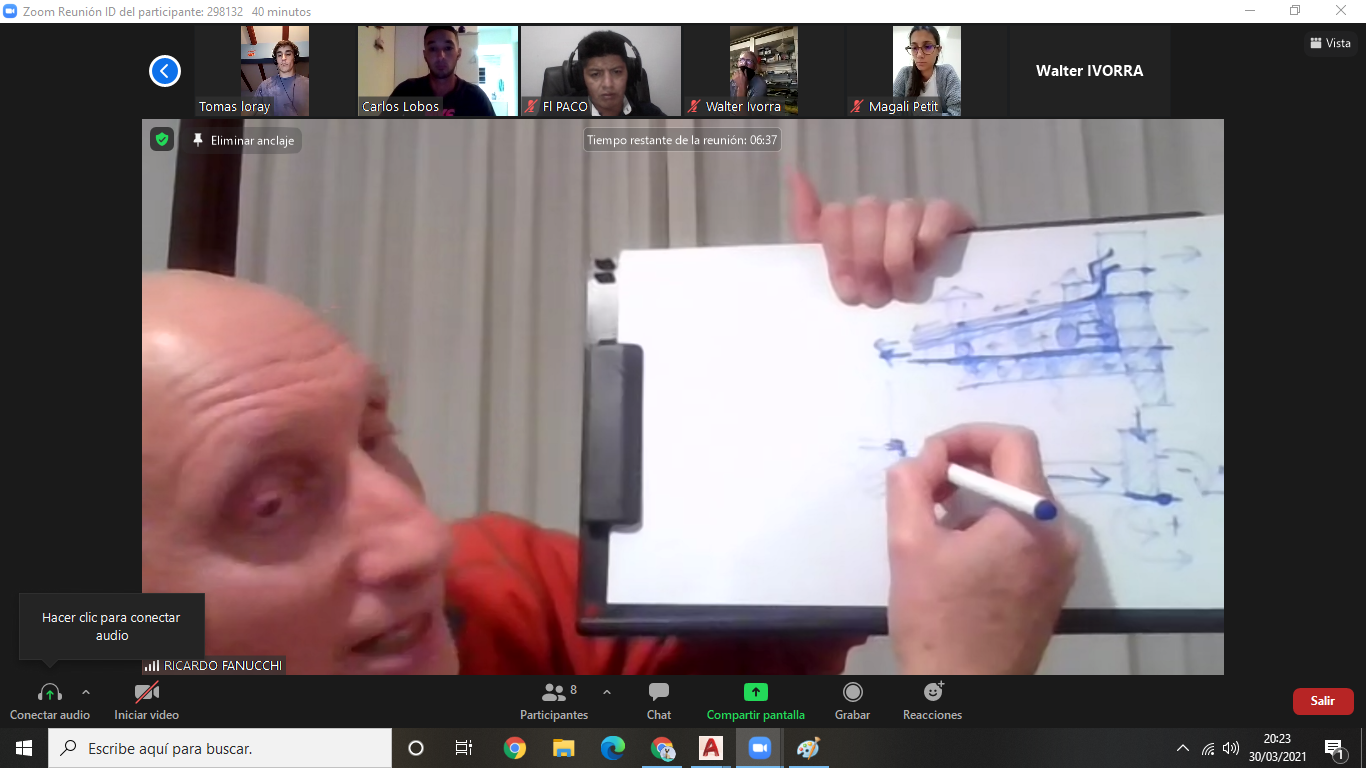 Zoom Reunión ID del participante: 298132 40 minutos
Vista
Walter IVORRA
Tomas Ioray
Carlos Lobos
Fl PACO
Walter Ivorra
Magali Petit
Eliminar anclaje
Tiempo restante de la reunión: 06:37
Hacer clic para conectar
audio
RICARDO FANUCCHI
8
Conectar audio
Iniciar video
Participantes
Chat
Compartir pantalla
Grabar
Reacciones
Salir
Escribe aquí para buscar.
20:23
30/03/2021
1